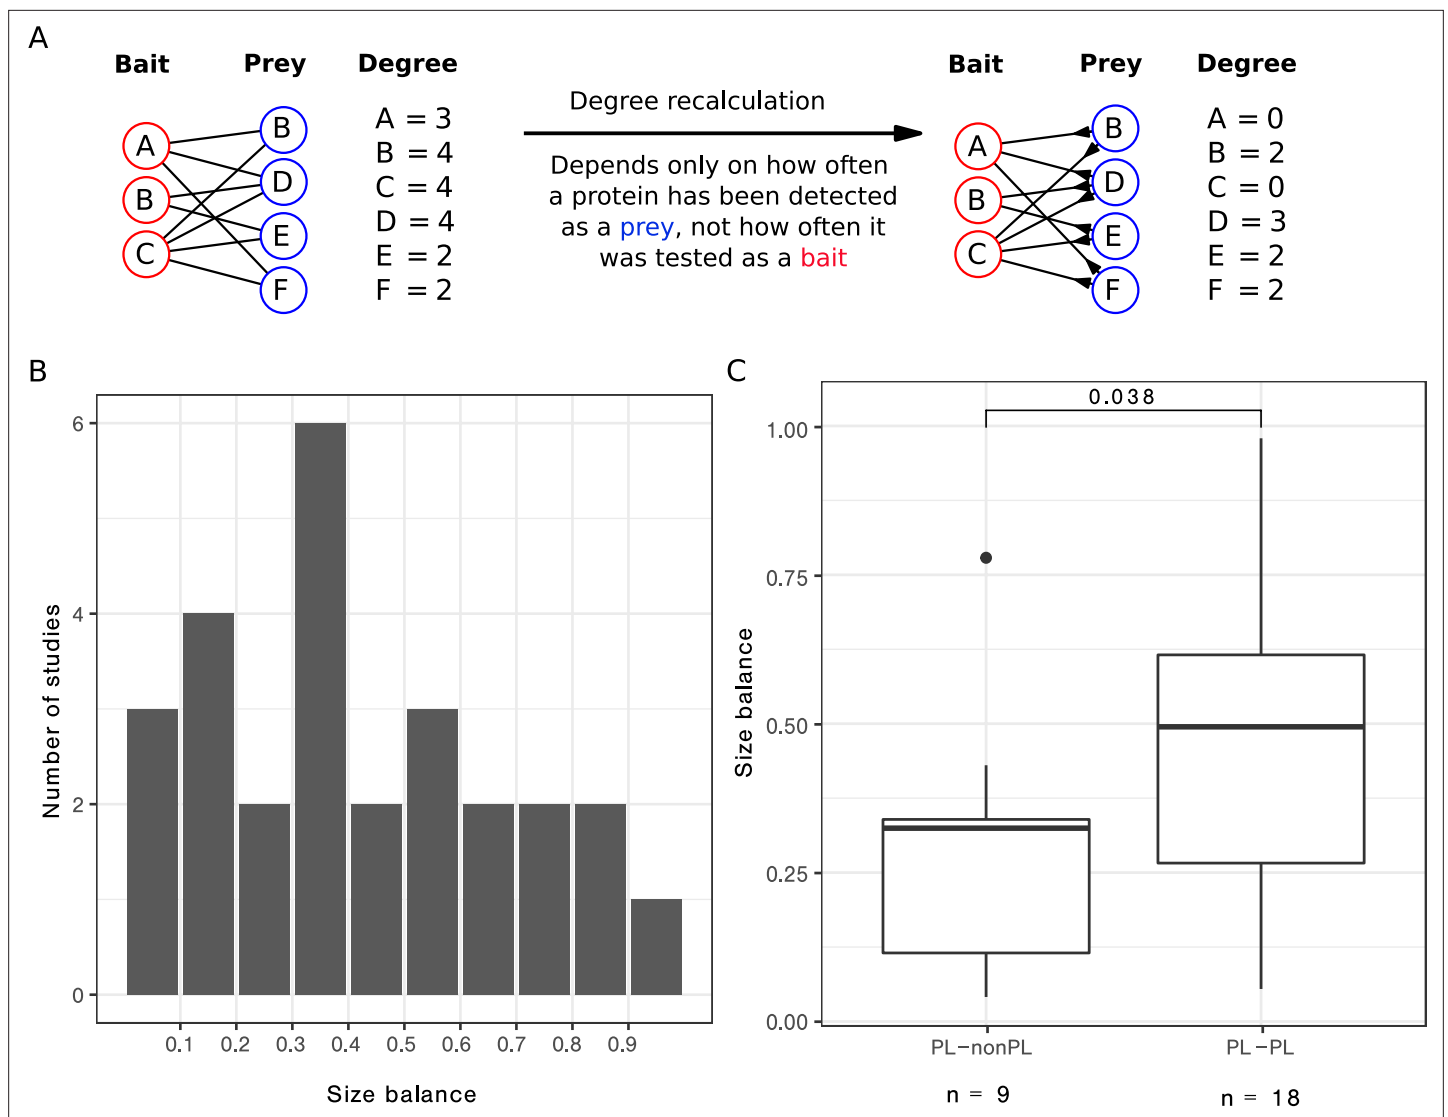 A
Bait Prey Degree
A B C
B D E F
A = 3
B = 4
C = 4
D = 4
E = 2
F = 2
Degree recalculation
Depends only on how often
a protein has been detected
as a prey, not how often it
was tested as a bait
Bait Prey Degree
A B C
B D E F
A = 0
B = 2
C = 0
D = 3
E = 2
F = 2
B
Number of studies
6
4
2
0
0.1 0.2 0.3 0.4 0.5 0.6 0.7 0.8 0.9
Size balance
C
0.038
Size balance
1.00
0.75
0.50
0.25
0.00
PL-nonPL PL-PL
n = 9 n = 18